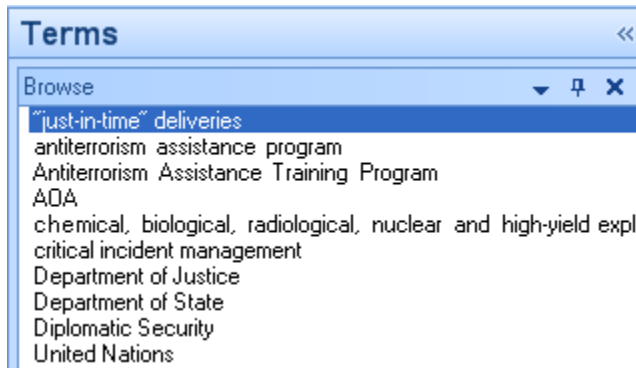 Terms
Browse
"just-in-time" deliveries
antiterrorism assistance program
Antiterrorism Assistance Training Program
AOA
chemical, biological, radiological, nuclear and high-yield expl
critical incident management
Department of Justice
Department of State
Diplomatic Security
United Nations